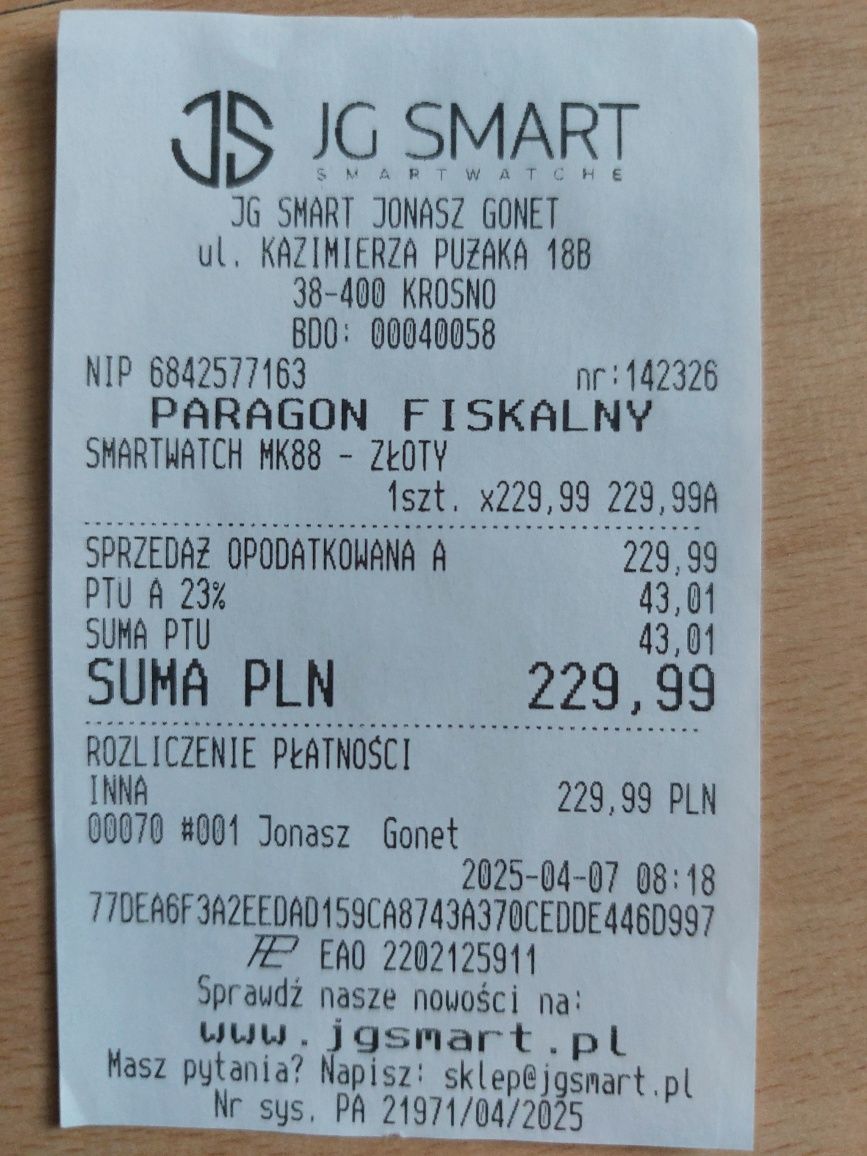 JS JG SMART
SMARTWATCHE
JG SMART JONASZ GONET
ul. KAZIMIERZA PUŻAKA 18B
38-400 KROSNO
BDO: 00040058
NIP 6842577163 nr:142326
PARAGON FISKALNY
SMARTWATCH MK88 - ZŁOTY
1szt. x229,99 229,99A
SPRZEDAŻ OPODATKOWANA A 229,99
PTU A 23% 43,01
SUMA PTU 43,01
SUMA PLN 229,99
ROZLICZENIE PŁATNOŚCI
INNA 229,99 PLN
00070 #001 Jonasz Gonet
2025-04-07 08:18
77DEA6F3A2EEDAD159CA8743A370CEDDE446D997
EAO 2202125911
Sprawdź nasze nowości na:
www.jgsmart.pl
Masz pytania? Napisz: sklep@jgsmart.pl
Nr sys. PA 21971/04/2025